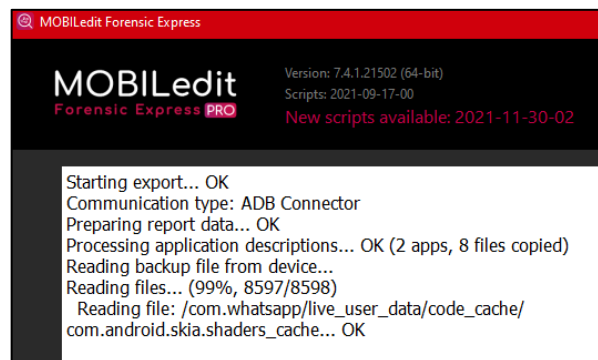 MOBILedit Forensic Express
MOBILedit
Forensic Express PRO
Version: 7.4.1.21502 (64-bit)
Scripts: 2021-09-17-00
New scripts available: 2021-11-30-02
Starting export... OK
Communication type: ADB Connector
Preparing report data... OK
Processing application descriptions... OK (2 apps, 8 files copied)
Reading backup file from device...
Reading files... (99%, 8597/8598)
Reading file: /com.whatsapp/live_user_data/code_cache/
com.android.skia.shaders_cache... OK